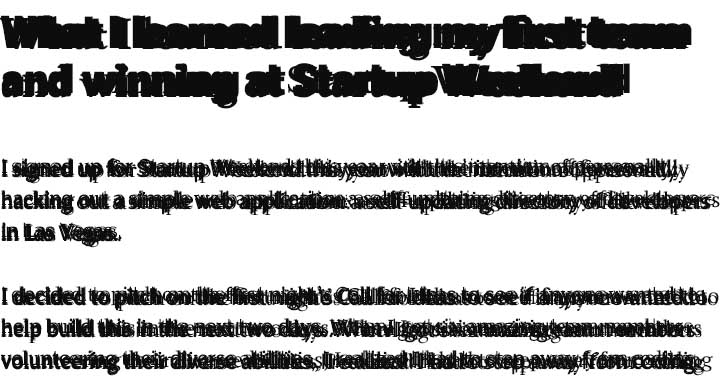 What I learned leading my first team
and winning at Startup Weekend
I signed up for Startup Weekend this year with the intention of personally
hacking out a simple web application: a self-updating directory of developers
in Las Vegas.
I decided to pitch on the first night's Call for Ideas to see if anyone wanted to
help build this in the next two days. When I got six amazing team members
volunteering their diverse abilities, I realized I had to step away from coding